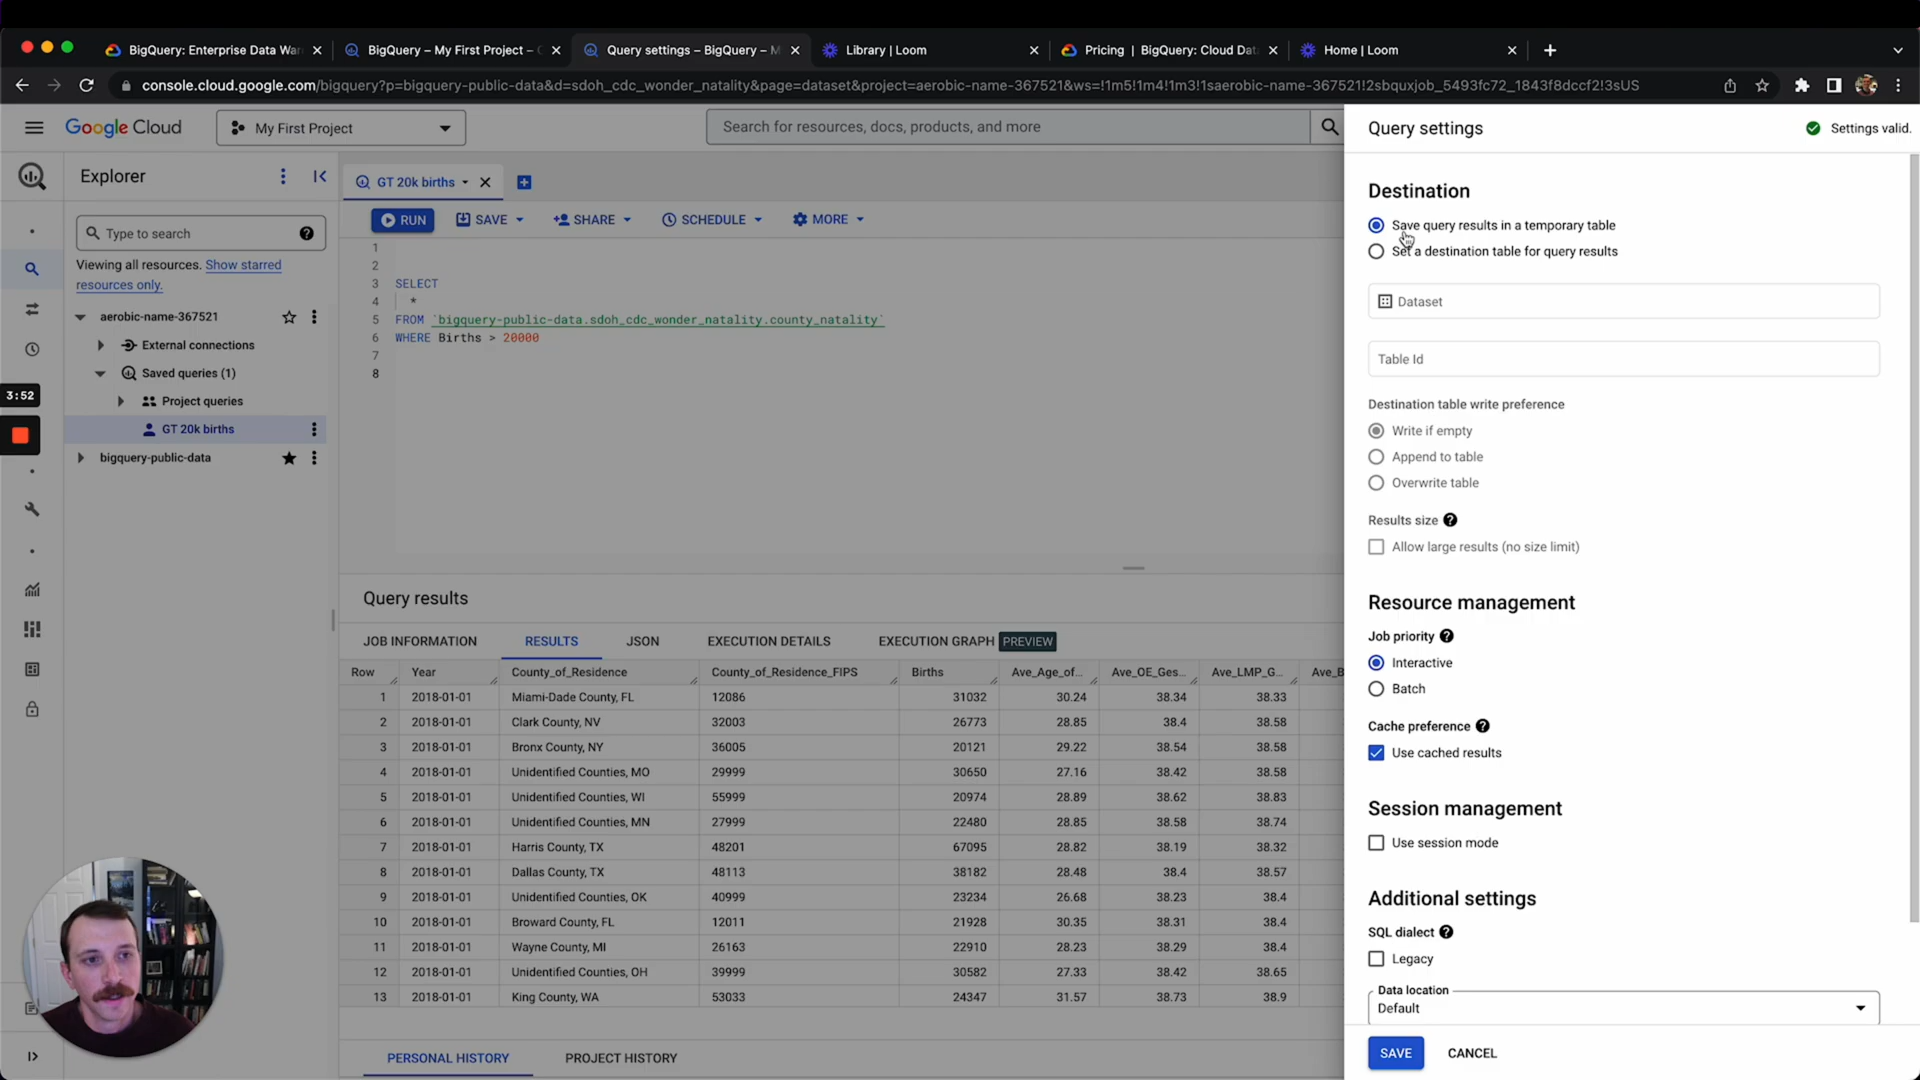 BigQuery: Enterprise Data War
BigQuery – My First Project –
Query settings – BigQuery –
Library | Loom
Pricing | BigQuery: Cloud Dat
Home | Loom
console.cloud.google.com/bigquery?p=bigquery-public-data&d=sdoh_cdc_wonder_natality&page=dataset&project=aerobic-name-367521&ws=!1m5!1m4!1m3!1saerobic-name-367521!2sbquxjob_5493fc72_1843f8dccf2!3sUS
Google Cloud
My First Project
Search for resources, docs, products, and more
Explorer
Type to search
Viewing all resources. Show starred
resources only.
aerobic-name-367521
External connections
Saved queries (1)
Project queries
GT 20k births
bigquery-public-data
3:52
GT 20k births
RUN
SAVE
SHARE
SCHEDULE
MORE
1
2
3 SELECT
4 *
5 FROM `bigquery-public-data.sdoh_cdc_wonder_natality.county_natality`
6 WHERE Births > 20000
7
8
Query results
JOB INFORMATION
RESULTS
JSON
EXECUTION DETAILS
EXECUTION GRAPH PREVIEW
Row Year County_of_Residence County_of_Residence_FIPS Births Ave_Age_of... Ave_OE_Ges... Ave_LMP_G... Ave_B
1 2018-01-01 Miami-Dade County, FL 12086 31032 30.24 38.34 38.33
2 2018-01-01 Clark County, NV 32003 26773 28.85 38.4 38.58
3 2018-01-01 Bronx County, NY 36005 20121 29.22 38.54 38.58
4 2018-01-01 Unidentified Counties, MO 29999 30650 27.16 38.42 38.58
5 2018-01-01 Unidentified Counties, WI 55999 20974 28.89 38.62 38.83
6 2018-01-01 Unidentified Counties, MN 27999 22480 28.85 38.58 38.74
7 2018-01-01 Harris County, TX 48201 67095 28.82 38.19 38.32
8 2018-01-01 Dallas County, TX 48113 38182 28.48 38.4 38.57
9 2018-01-01 Unidentified Counties, OK 40999 23234 26.68 38.23 38.4
10 2018-01-01 Broward County, FL 12011 21928 30.35 38.31 38.4
11 2018-01-01 Wayne County, MI 26163 22910 28.23 38.29 38.4
12 2018-01-01 Unidentified Counties, OH 39999 30582 27.33 38.42 38.65
13 2018-01-01 King County, WA 53033 24347 31.57 38.73 38.9
PERSONAL HISTORY
PROJECT HISTORY
Query settings
Settings valid.
Destination
Save query results in a temporary table
Set a destination table for query results
Dataset
Table Id
Destination table write preference
Write if empty
Append to table
Overwrite table
Results size
Allow large results (no size limit)
Resource management
Job priority
Interactive
Batch
Cache preference
Use cached results
Session management
Use session mode
Additional settings
SQL dialect
Legacy
Data location
Default
SAVE
CANCEL